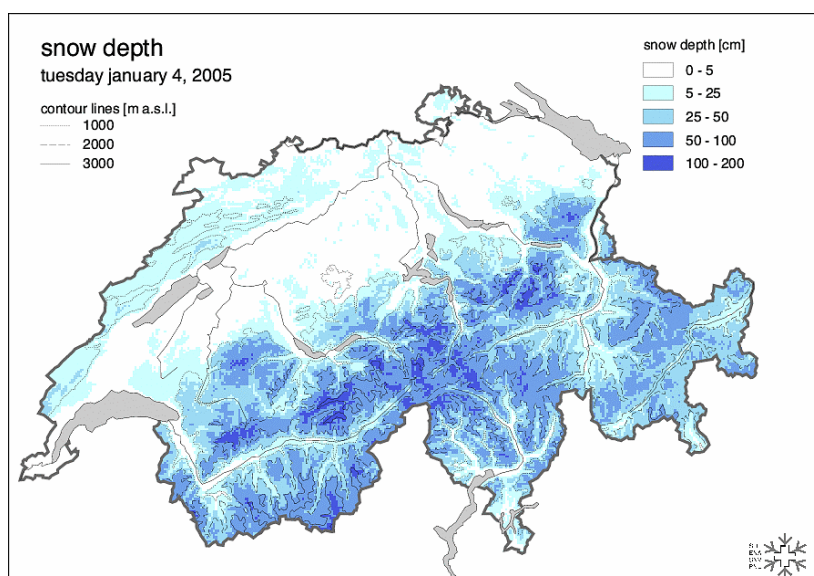 snow depth
tuesday january 4, 2005
contour lines [m a.s.l.]
1000
2000
3000
snow depth [cm]
0 - 5
5 - 25
25 - 50
50 - 100
100 - 200